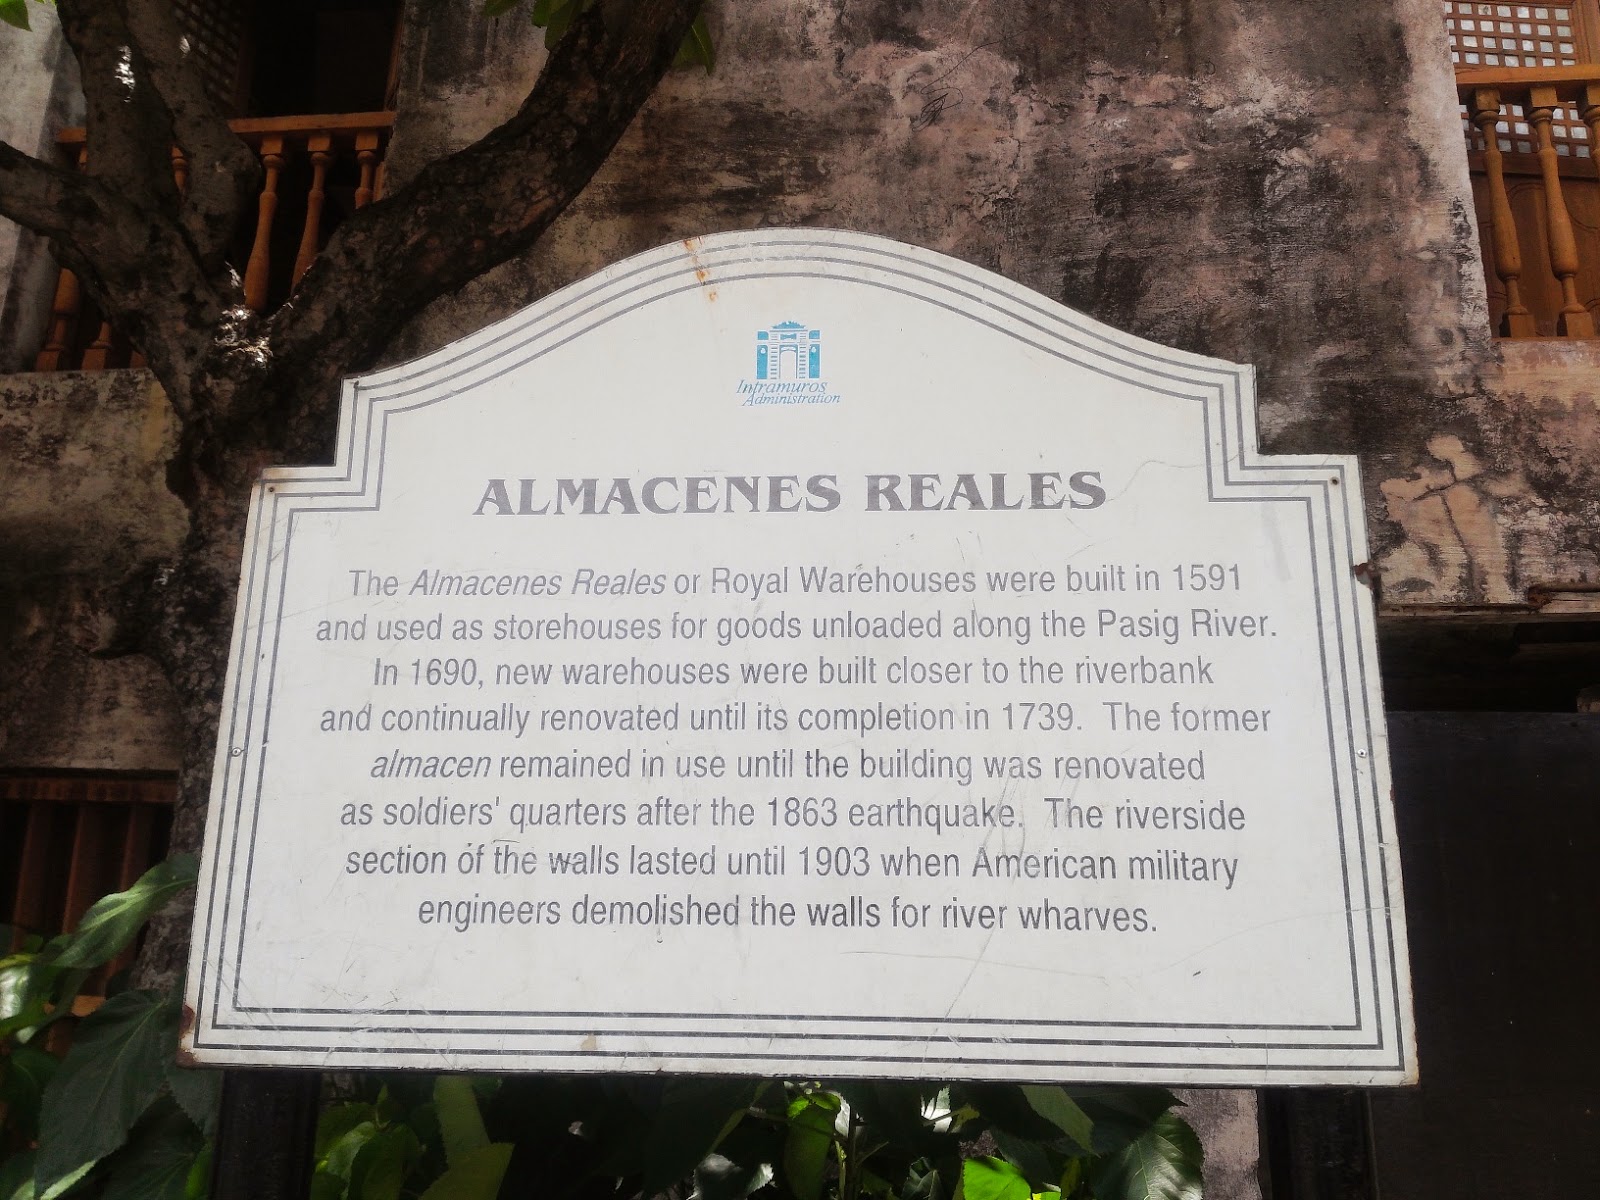 Intramuros
Administration
ALMACENES REALES
The Almacenes Reales or Royal Warehouses were built in 1591
and used as storehouses for goods unloaded along the Pasig River.
In 1690, new warehouses were built closer to the riverbank
and continually renovated until its completion in 1739. The former
almacen remained in use until the building was renovated
as soldiers' quarters after the 1863 earthquake. The riverside
section of the walls lasted until 1903 when American military
engineers demolished the walls for river wharves.